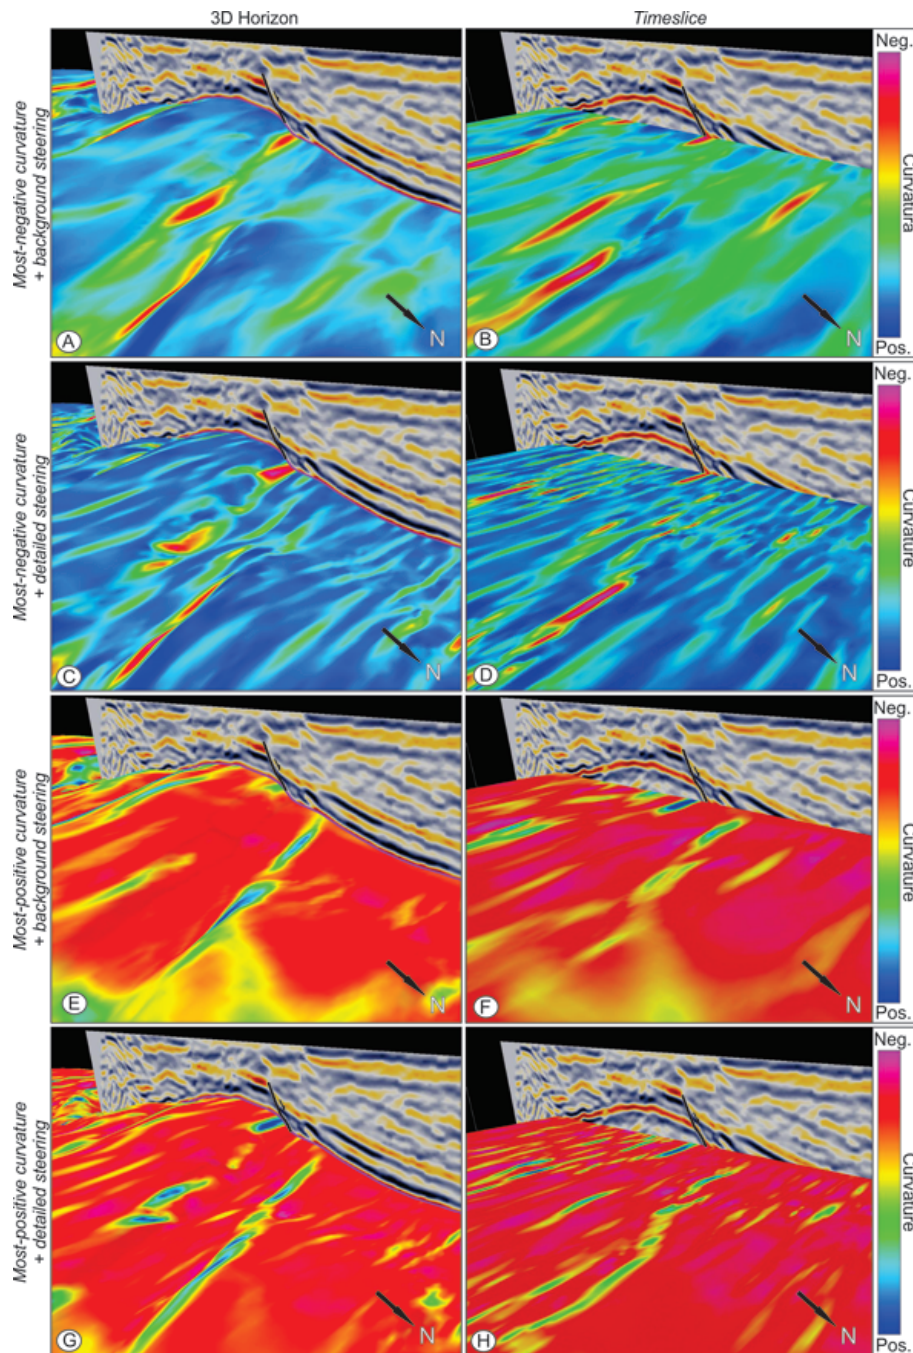 3D Horizon
Timeslice
Most-negative curvature
+ background steering
A
N
B
N
Neg.
Curvatura
Pos.
Most-negative curvature
+ detailed steering
C
N
D
N
Neg.
Curvature
Pos.
Most-positive curvature
+ background steering
E
N
F
N
Neg.
Curvature
Pos.
Most-positive curvature
+ detailed steering
G
N
H
N
Neg.
Curvature
Pos.